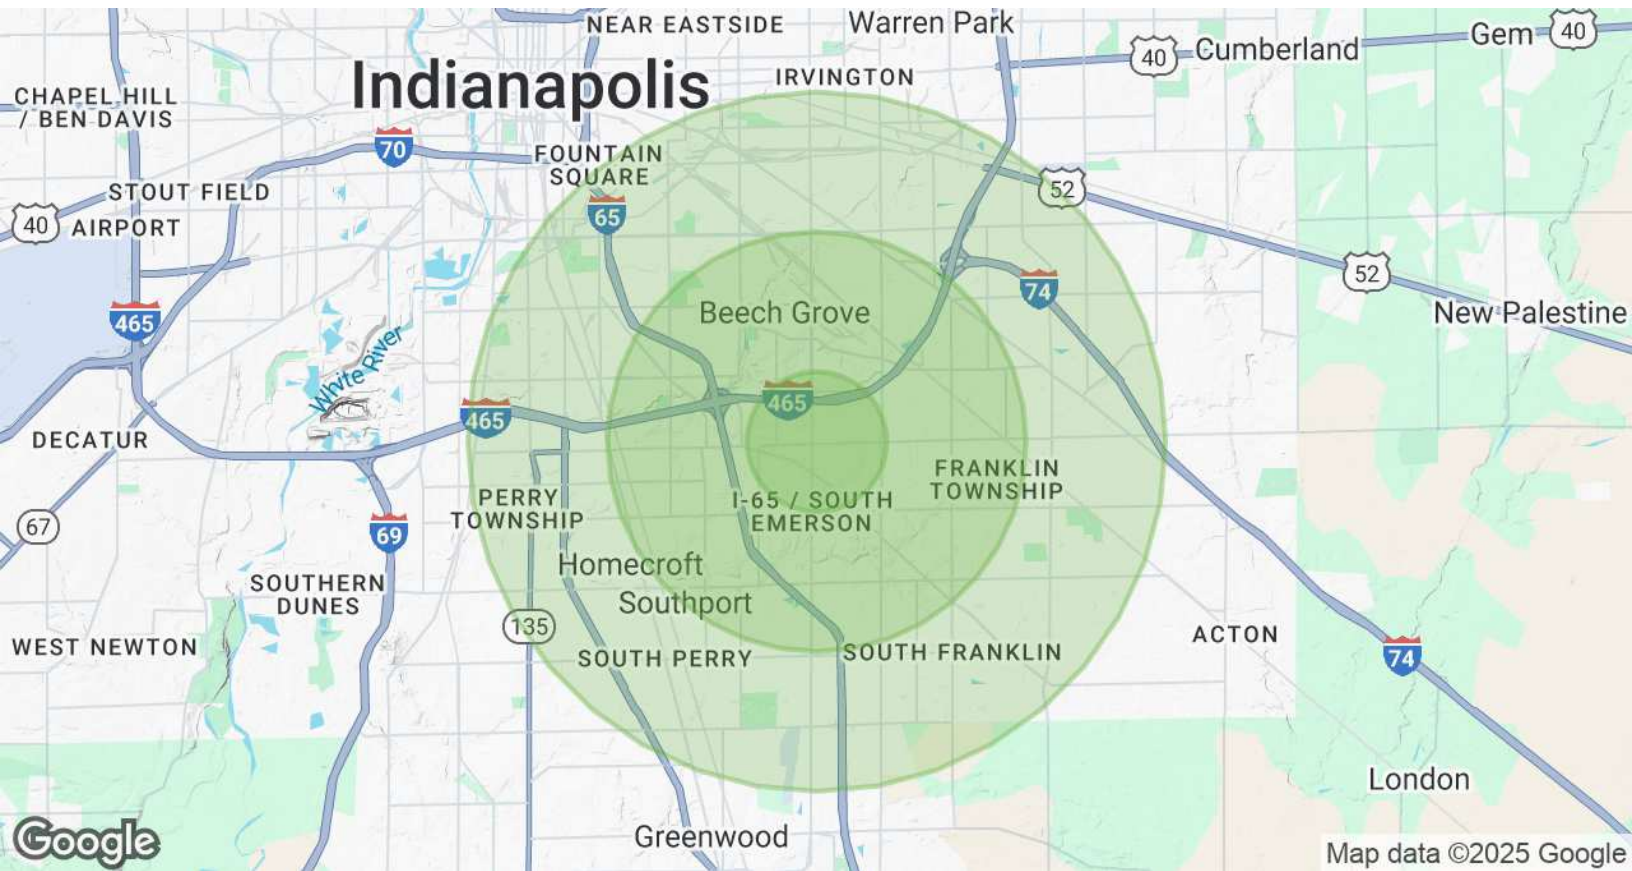 NEAR EASTSIDE
Warren Park
Gem
40
40
Cumberland
Indianapolis
IRVINGTON
CHAPEL HILL
/ BEN DAVIS
70
FOUNTAIN
SQUARE
STOUT FIELD
52
40
AIRPORT
65
52
74
465
Beech Grove
New Palestine
White River
465
465
DECATUR
FRANKLIN
TOWNSHIP
PERRY
TOWNSHIP
I-65 / SOUTH
EMERSON
67
69
Homecroft
SOUTHERN
DUNES
Southport
135
ACTON
WEST NEWTON
SOUTH PERRY
SOUTH FRANKLIN
74
London
Greenwood
Google
Map data ©2025 Google